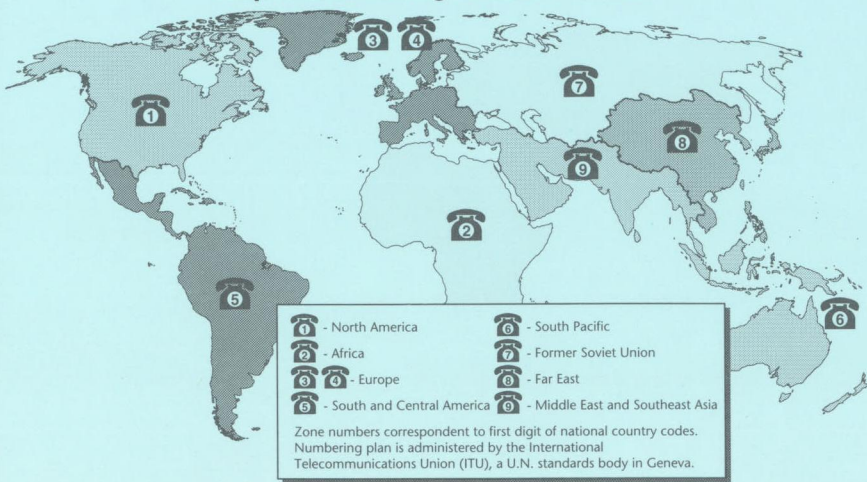 3
4
7
1
8
9
2
5
6
1 - North America
2 - Africa
3 4 - Europe
5 - South and Central America
6 - South Pacific
7 - Former Soviet Union
8 - Far East
9 - Middle East and Southeast Asia
Zone numbers correspondent to first digit of national country codes.
Numbering plan is administered by the International
Telecommunications Union (ITU), a U.N. standards body in Geneva.